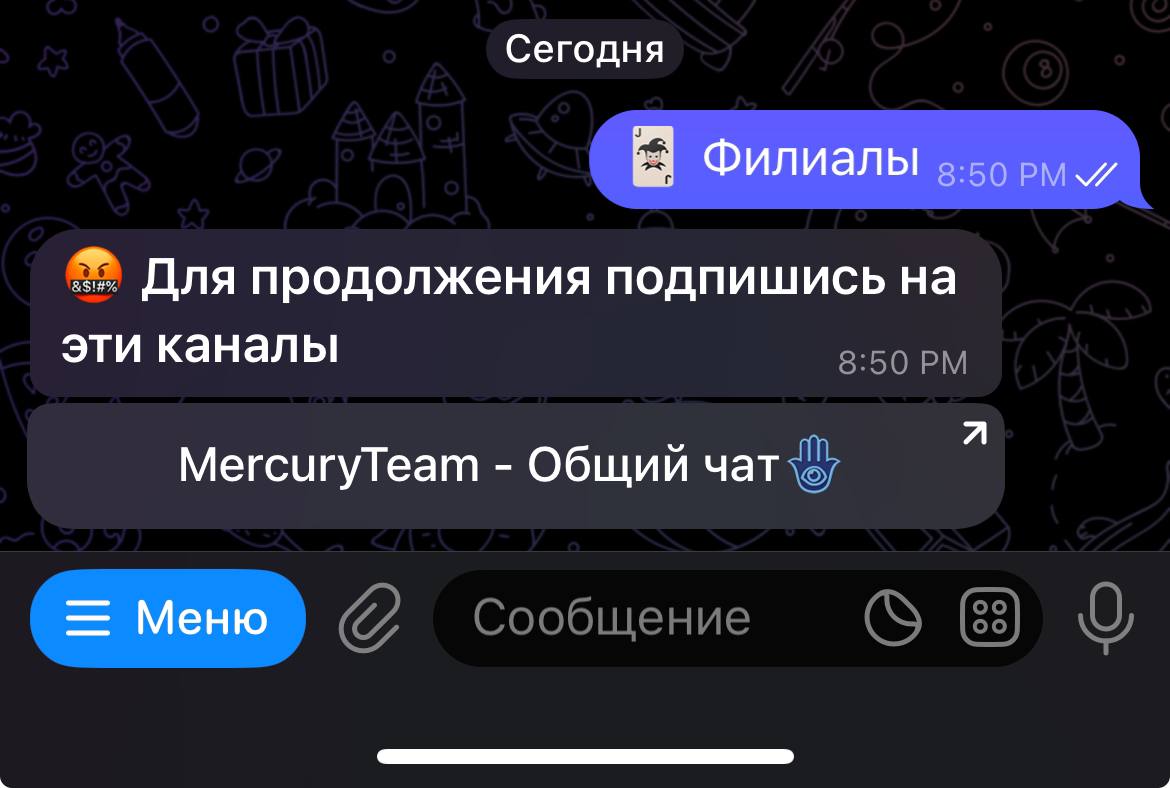 Сегодня
Филиалы 8:50 PM
&$!#% Для продолжения подпишись на
эти каналы 8:50 PM
MercuryTeam - Общий чат
Меню Сообщение